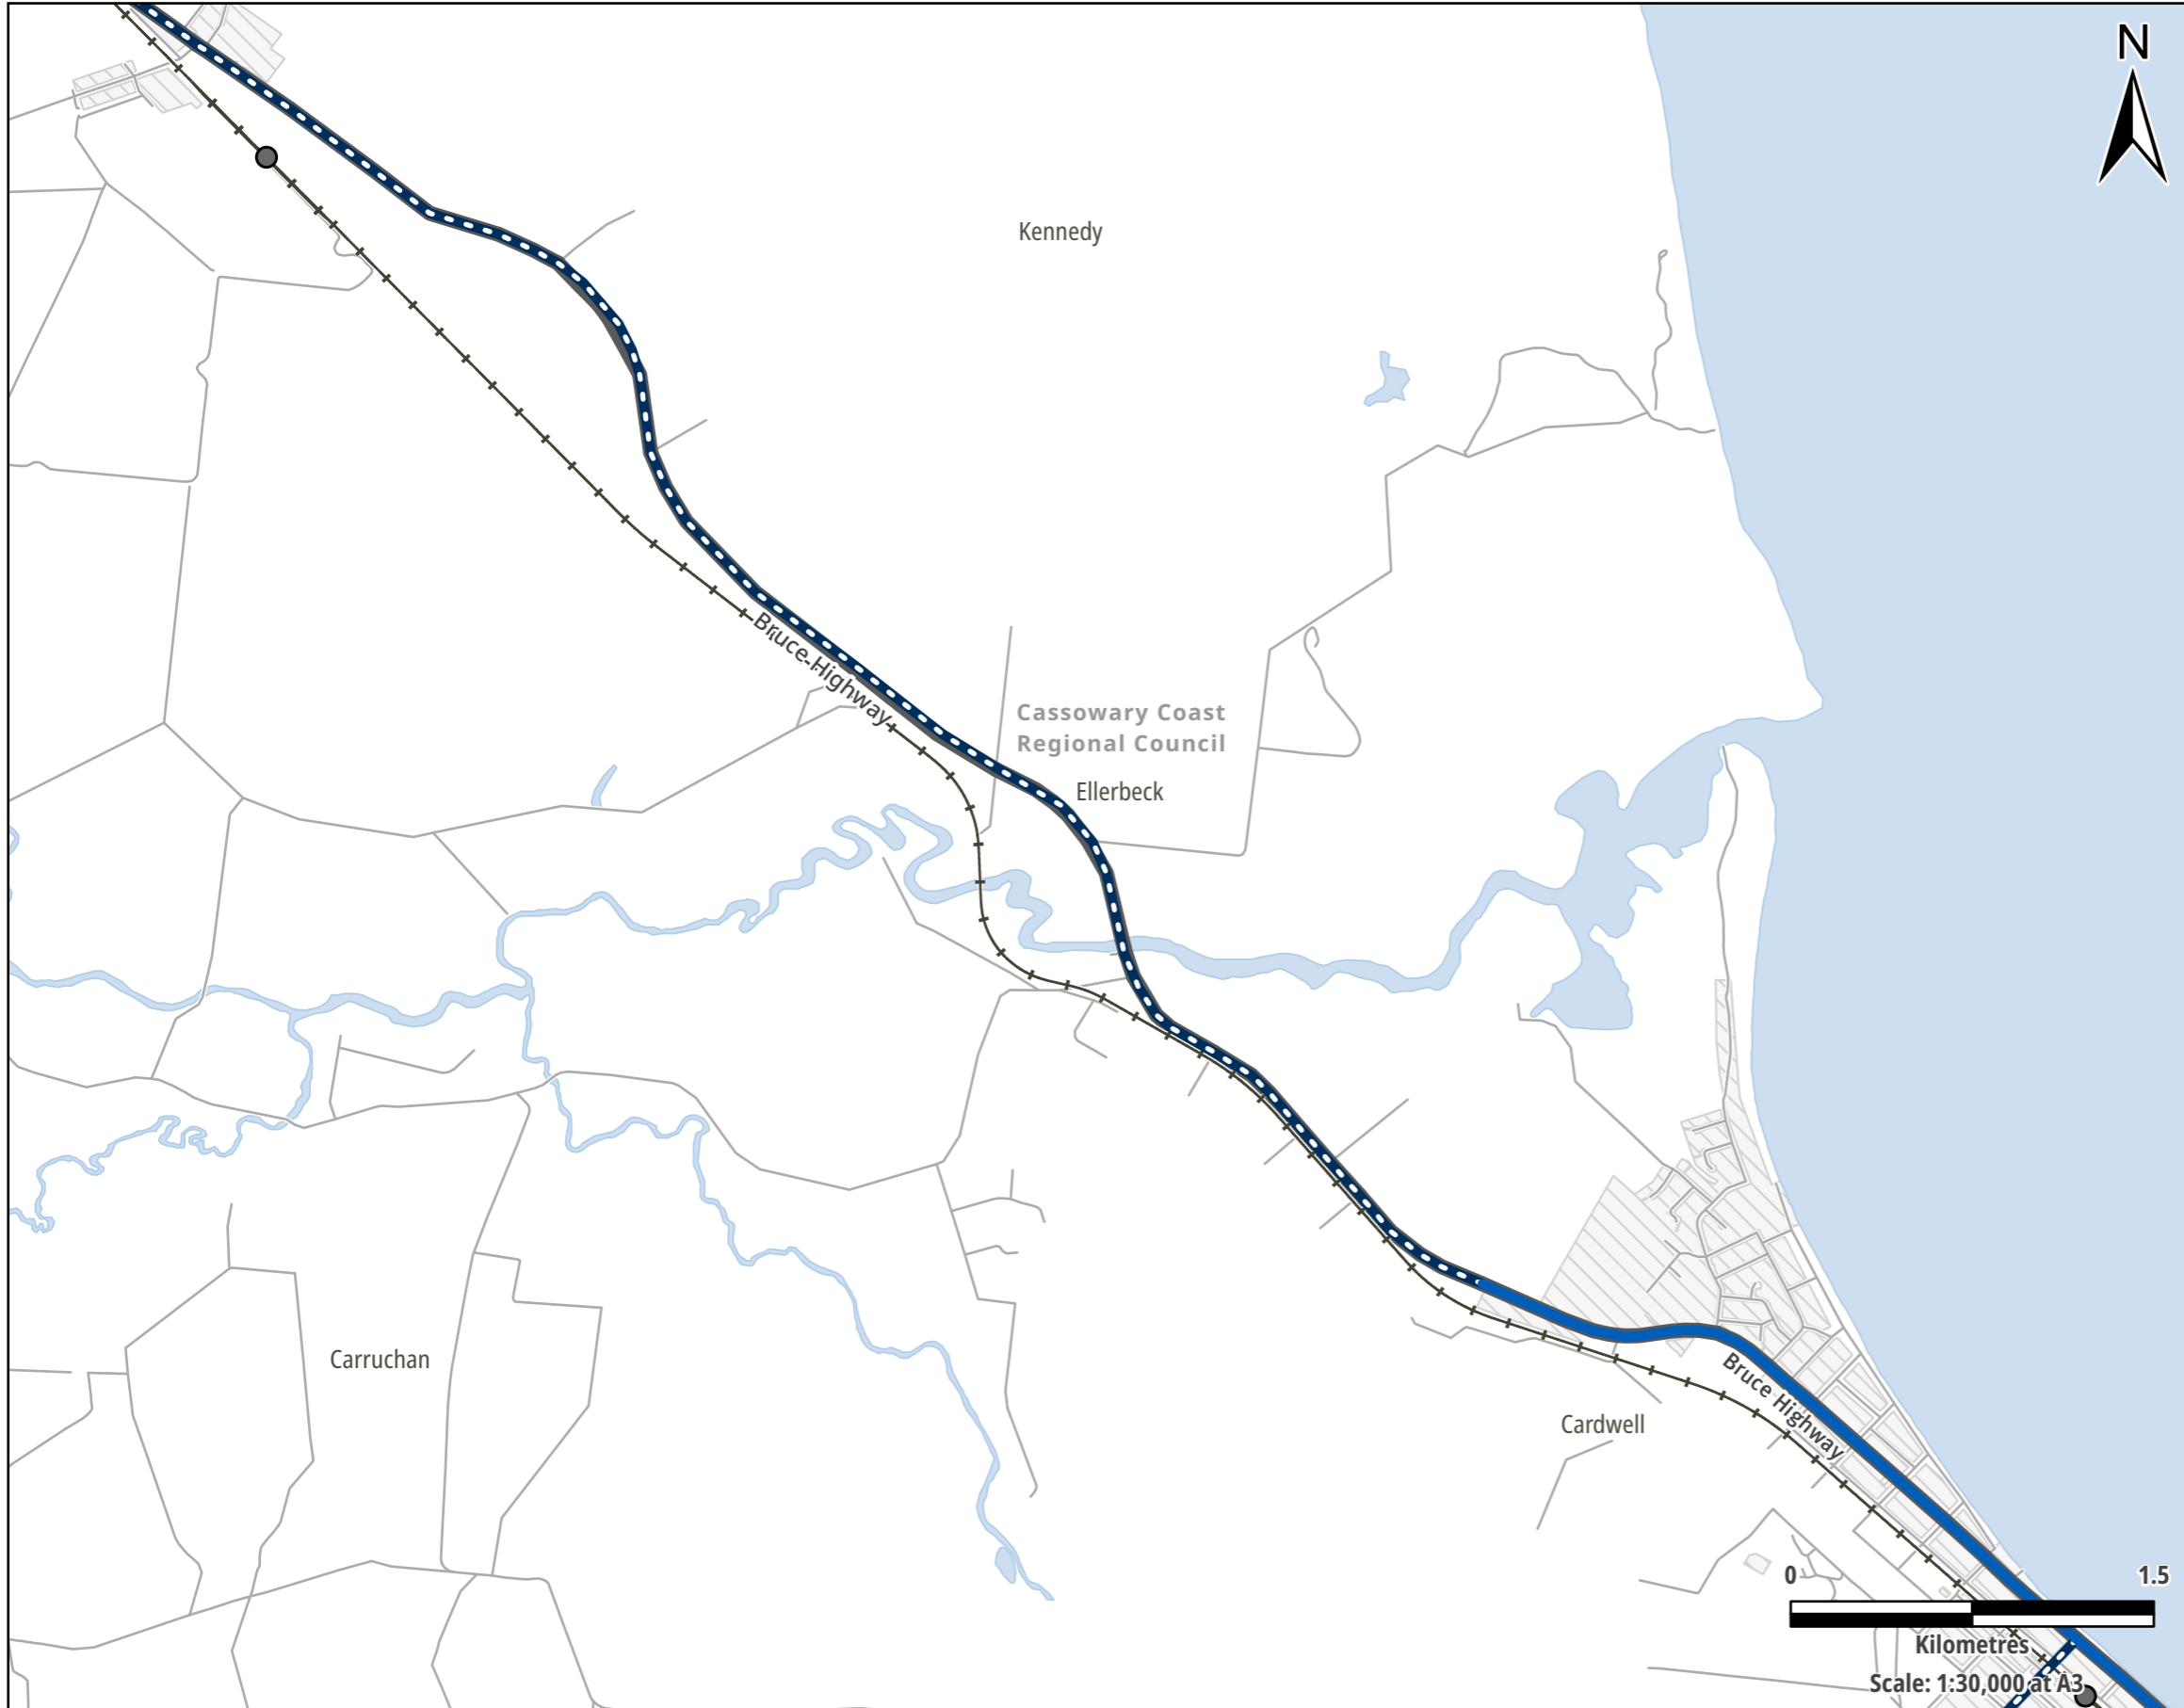 N
Kennedy
Bruce Highway
Cassowary Coast
Regional Council
Ellerbeck
Carruchan
Bruce Highway
Cardwell
0 1.5
Kilometres
Scale: 1:30,000 at A3